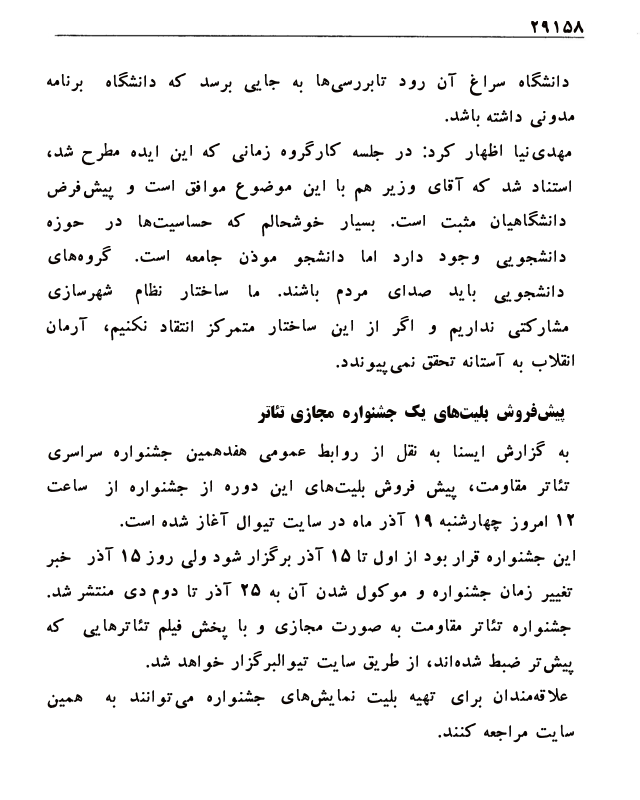 ۲۹۱۵۸
دانشگاه سراغ آن رود تابررسی‌ها به جایی برسد که دانشگاه برنامه
مدونی داشته باشد.
مهدی‌نیا اظهار کرد: در جلسه کارگروه زمانی که این ایده مطرح شد،
استناد شد که آقای وزیر هم با این موضوع موافق است و پیش‌فرض
دانشگاهیان مثبت است. بسیار خوشحالم که حساسیت‌ها در حوزه
دانشجویی وجود دارد اما دانشجو موذن جامعه است. گروه‌های
دانشجویی باید صدای مردم باشند. ما ساختار نظام شهرسازی
مشارکتی نداریم و اگر از این ساختار متمرکز انتقاد نکنیم، آرمان
انقلاب به آستانه تحقق نمی‌پیوندد.
پیش‌فروش بلیت‌های یک جشنواره مجازی تئاتر
به گزارش ایسنا به نقل از روابط عمومی هفدهمین جشنواره سراسری
تئاتر مقاومت، پیش فروش بلیت‌های این دوره از جشنواره از ساعت
۱۲ امروز چهارشنبه ۱۹ آذر ماه در سایت تیوال آغاز شده است.
این جشنواره قرار بود از اول تا ۱۵ آذر برگزار شود ولی روز ۱۵ آذر خبر
تغییر زمان جشنواره و موکول شدن آن به ۲۵ آذر تا دوم دی منتشر شد.
جشنواره تئاتر مقاومت به صورت مجازی و با پخش فیلم تئاترهایی که
پیش‌تر ضبط شده‌اند، از طریق سایت تیوالبرگزار خواهد شد.
علاقه‌مندان برای تهیه بلیت نمایش‌های جشنواره می‌توانند به همین
سایت مراجعه کنند.